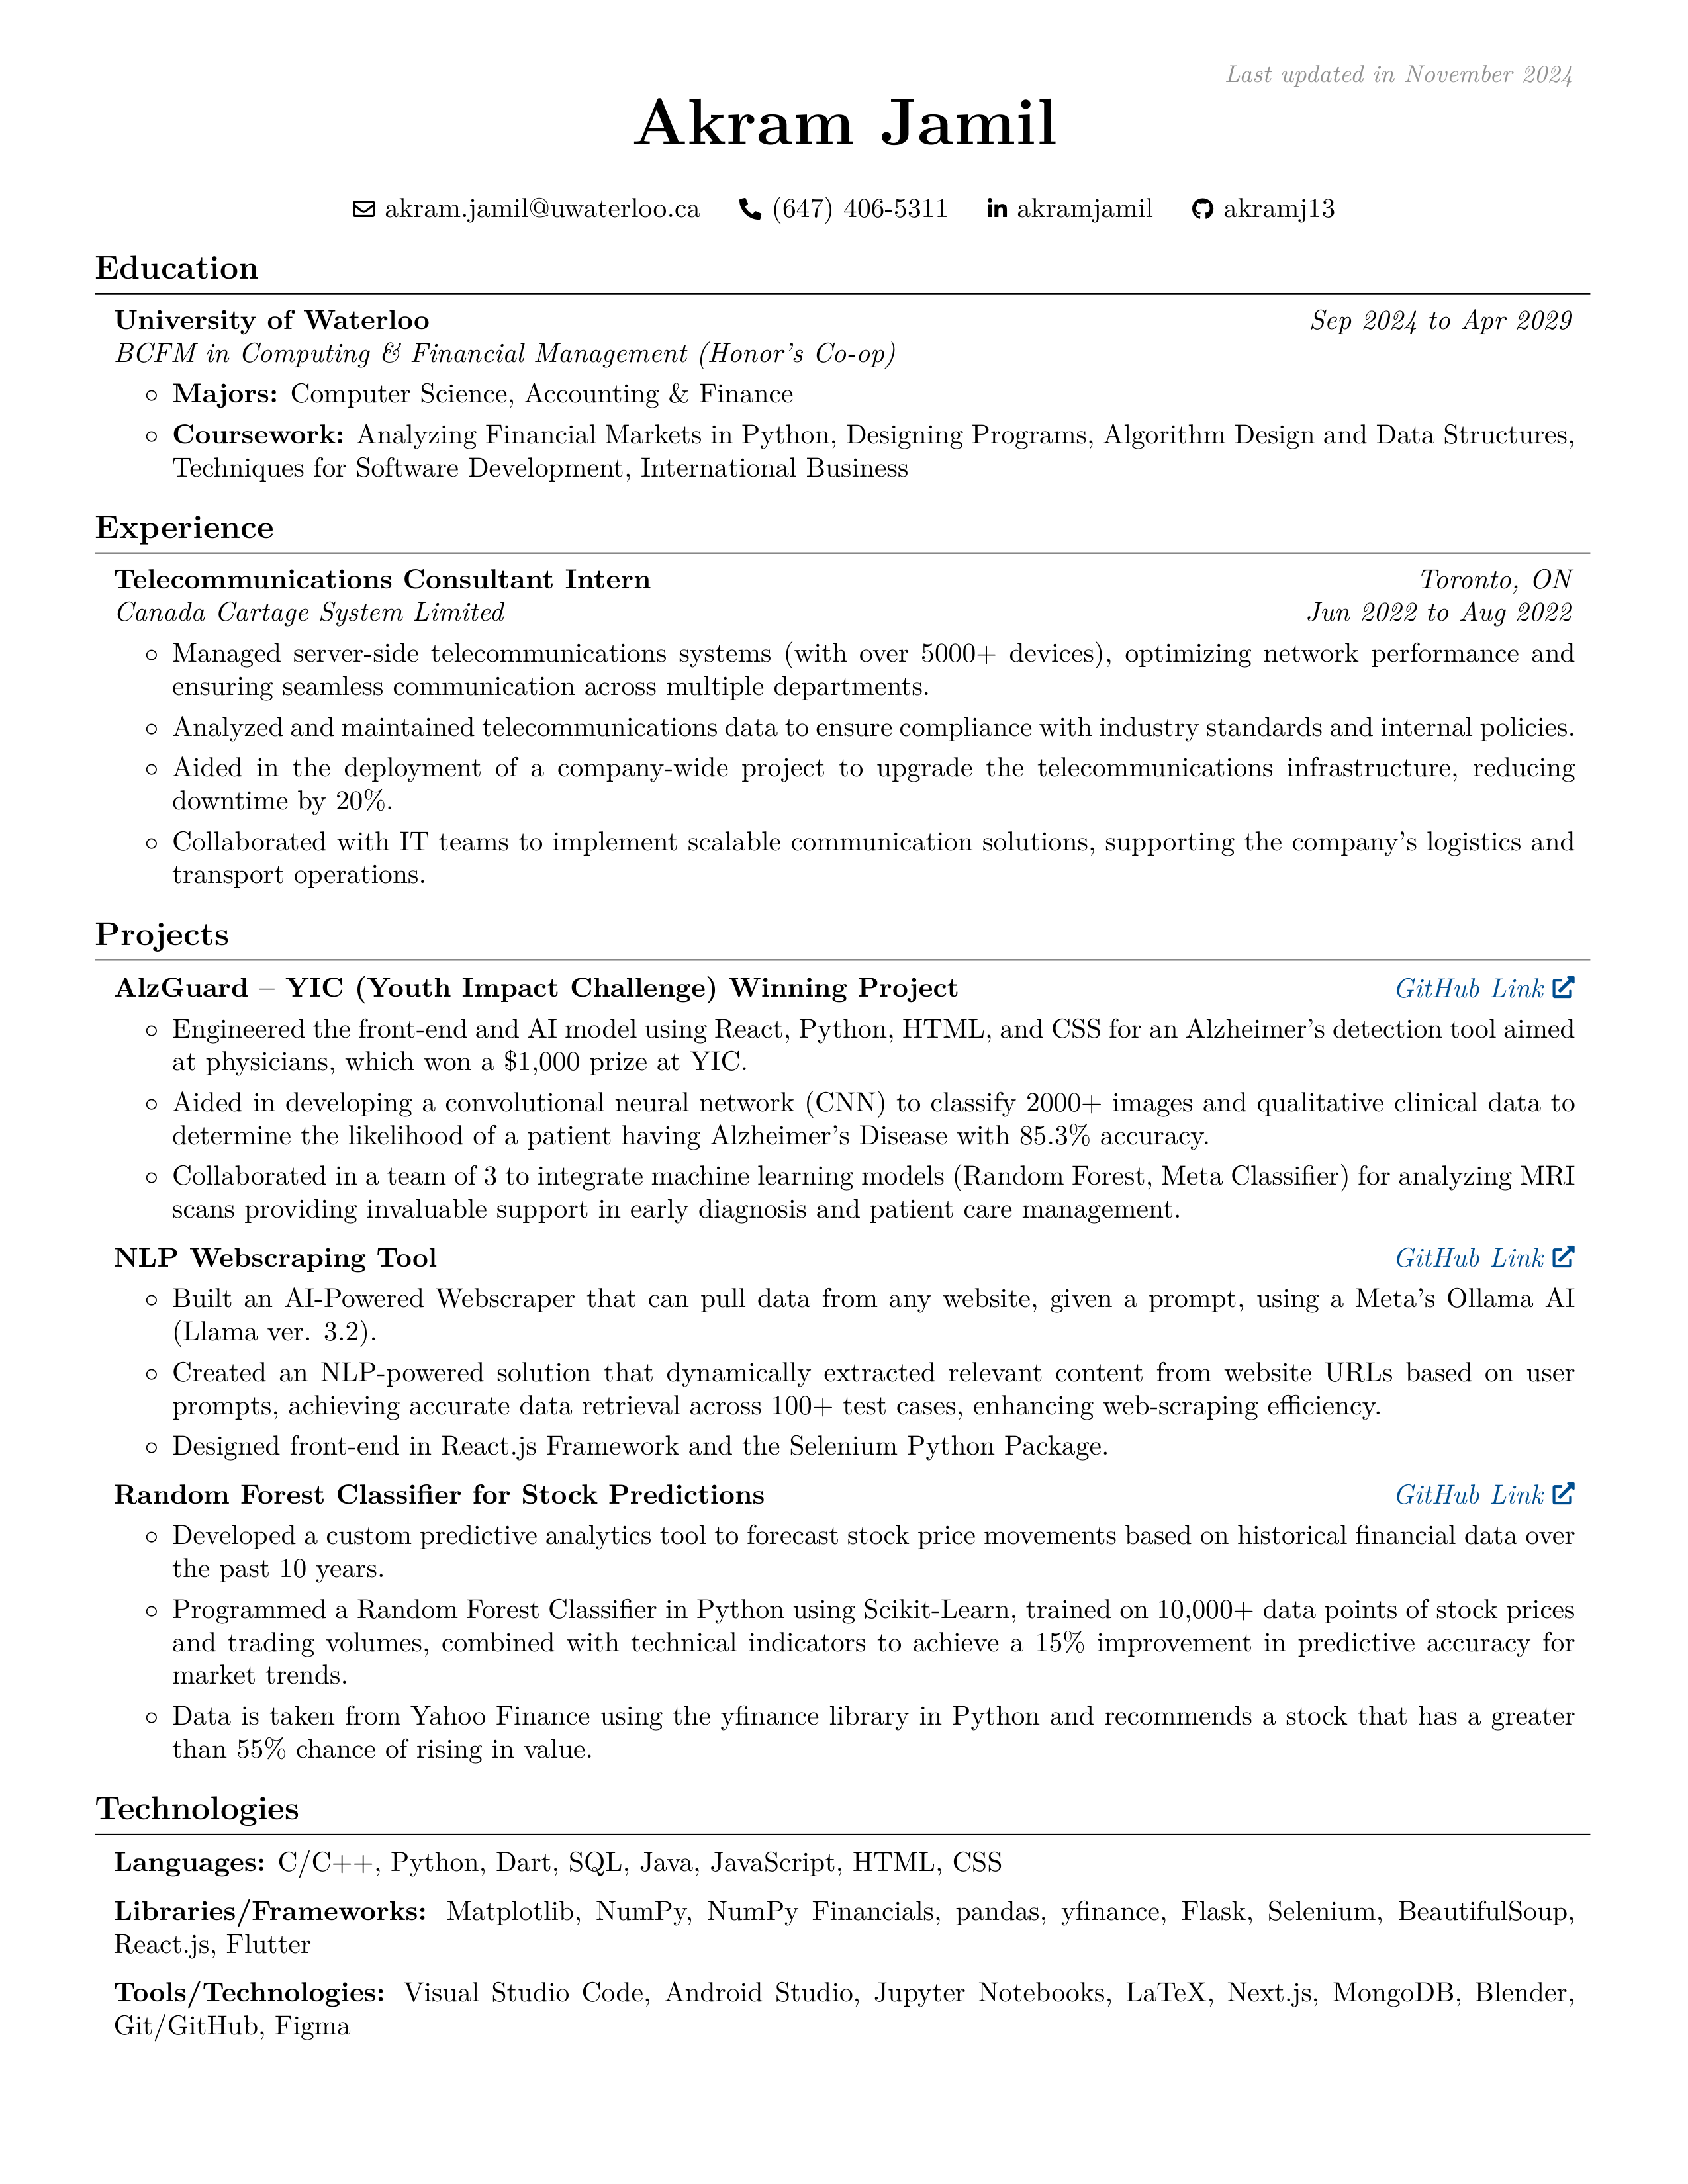 Last updated in November 2024
Akram Jamil
akram.jamil@uwaterloo.ca (647) 406-5311 akramjamil akramj13
Education
University of Waterloo Sep 2024 to Apr 2029
BCFM in Computing & Financial Management (Honor's Co-op)
◦ Majors: Computer Science, Accounting & Finance
◦ Coursework: Analyzing Financial Markets in Python, Designing Programs, Algorithm Design and Data Structures,
Techniques for Software Development, International Business
Experience
Telecommunications Consultant Intern Toronto, ON
Canada Cartage System Limited Jun 2022 to Aug 2022
◦ Managed server-side telecommunications systems (with over 5000+ devices), optimizing network performance and
ensuring seamless communication across multiple departments.
◦ Analyzed and maintained telecommunications data to ensure compliance with industry standards and internal policies.
◦ Aided in the deployment of a company-wide project to upgrade the telecommunications infrastructure, reducing
downtime by 20%.
◦ Collaborated with IT teams to implement scalable communication solutions, supporting the company's logistics and
transport operations.
Projects
AlzGuard – YIC (Youth Impact Challenge) Winning Project GitHub Link
◦ Engineered the front-end and AI model using React, Python, HTML, and CSS for an Alzheimer's detection tool aimed
at physicians, which won a $1,000 prize at YIC.
◦ Aided in developing a convolutional neural network (CNN) to classify 2000+ images and qualitative clinical data to
determine the likelihood of a patient having Alzheimer's Disease with 85.3% accuracy.
◦ Collaborated in a team of 3 to integrate machine learning models (Random Forest, Meta Classifier) for analyzing MRI
scans providing invaluable support in early diagnosis and patient care management.
NLP Webscraping Tool GitHub Link
◦ Built an AI-Powered Webscraper that can pull data from any website, given a prompt, using a Meta's Ollama AI
(Llama ver. 3.2).
◦ Created an NLP-powered solution that dynamically extracted relevant content from website URLs based on user
prompts, achieving accurate data retrieval across 100+ test cases, enhancing web-scraping efficiency.
◦ Designed front-end in React.js Framework and the Selenium Python Package.
Random Forest Classifier for Stock Predictions GitHub Link
◦ Developed a custom predictive analytics tool to forecast stock price movements based on historical financial data over
the past 10 years.
◦ Programmed a Random Forest Classifier in Python using Scikit-Learn, trained on 10,000+ data points of stock prices
and trading volumes, combined with technical indicators to achieve a 15% improvement in predictive accuracy for
market trends.
◦ Data is taken from Yahoo Finance using the yfinance library in Python and recommends a stock that has a greater
than 55% chance of rising in value.
Technologies
Languages: C/C++, Python, Dart, SQL, Java, JavaScript, HTML, CSS
Libraries/Frameworks: Matplotlib, NumPy, NumPy Financials, pandas, yfinance, Flask, Selenium, BeautifulSoup,
React.js, Flutter
Tools/Technologies: Visual Studio Code, Android Studio, Jupyter Notebooks, LaTeX, Next.js, MongoDB, Blender,
Git/GitHub, Figma